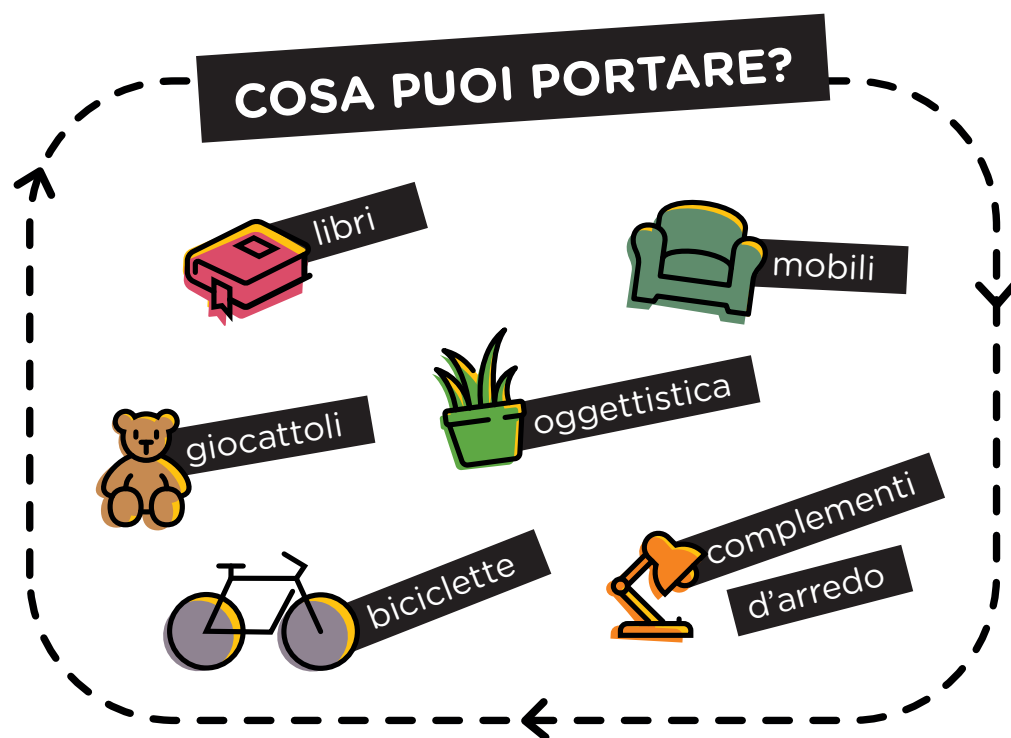 COSA PUOI PORTARE?
libri
mobili
oggettistica
giocattoli
complementi
d'arredo
biciclette